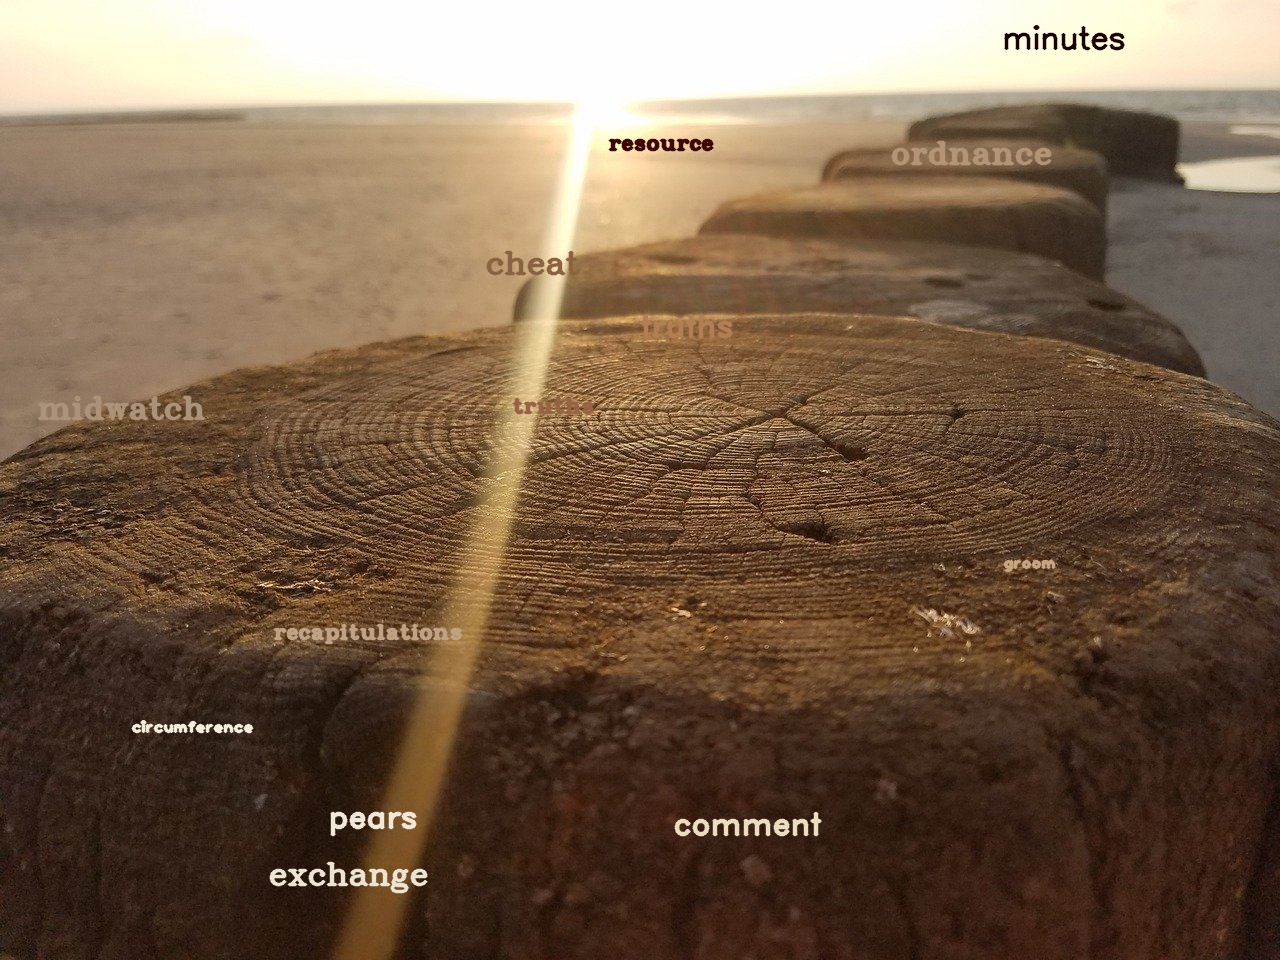 minutes
resource
ordnance
cheat
truths
truths
midwatch
groom
recapitulations
circumference
pears
comment
exchange